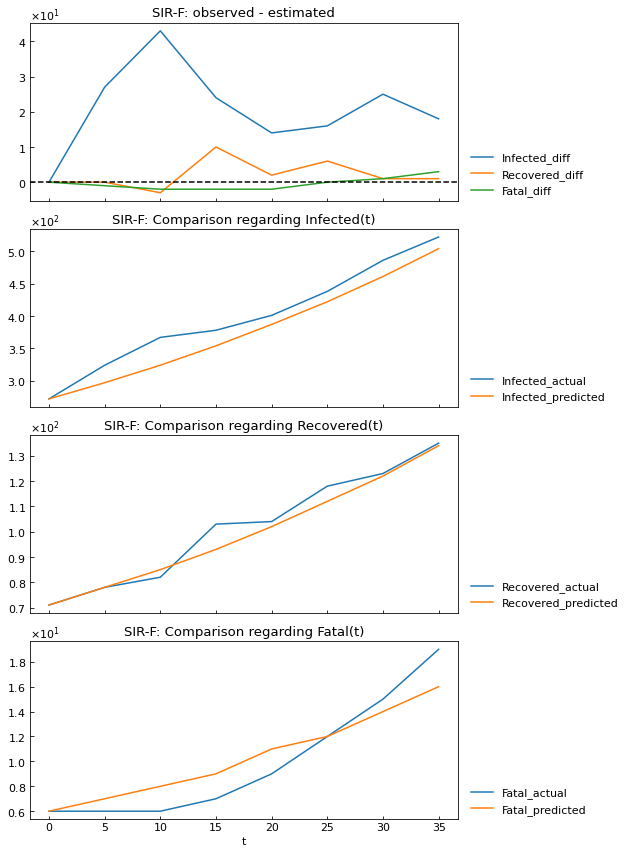 SIR-F: observed - estimated
×10¹
4
3
2
1
0
Infected_diff
Recovered_diff
Fatal_diff
SIR-F: Comparison regarding Infected(t)
×10²
5.0
4.5
4.0
3.5
3.0
Infected_actual
Infected_predicted
SIR-F: Comparison regarding Recovered(t)
×10²
1.3
1.2
1.1
1.0
0.9
0.8
0.7
Recovered_actual
Recovered_predicted
SIR-F: Comparison regarding Fatal(t)
×10¹
1.8
1.6
1.4
1.2
1.0
0.8
0.6
Fatal_actual
Fatal_predicted
0 5 10 15 20 25 30 35
t